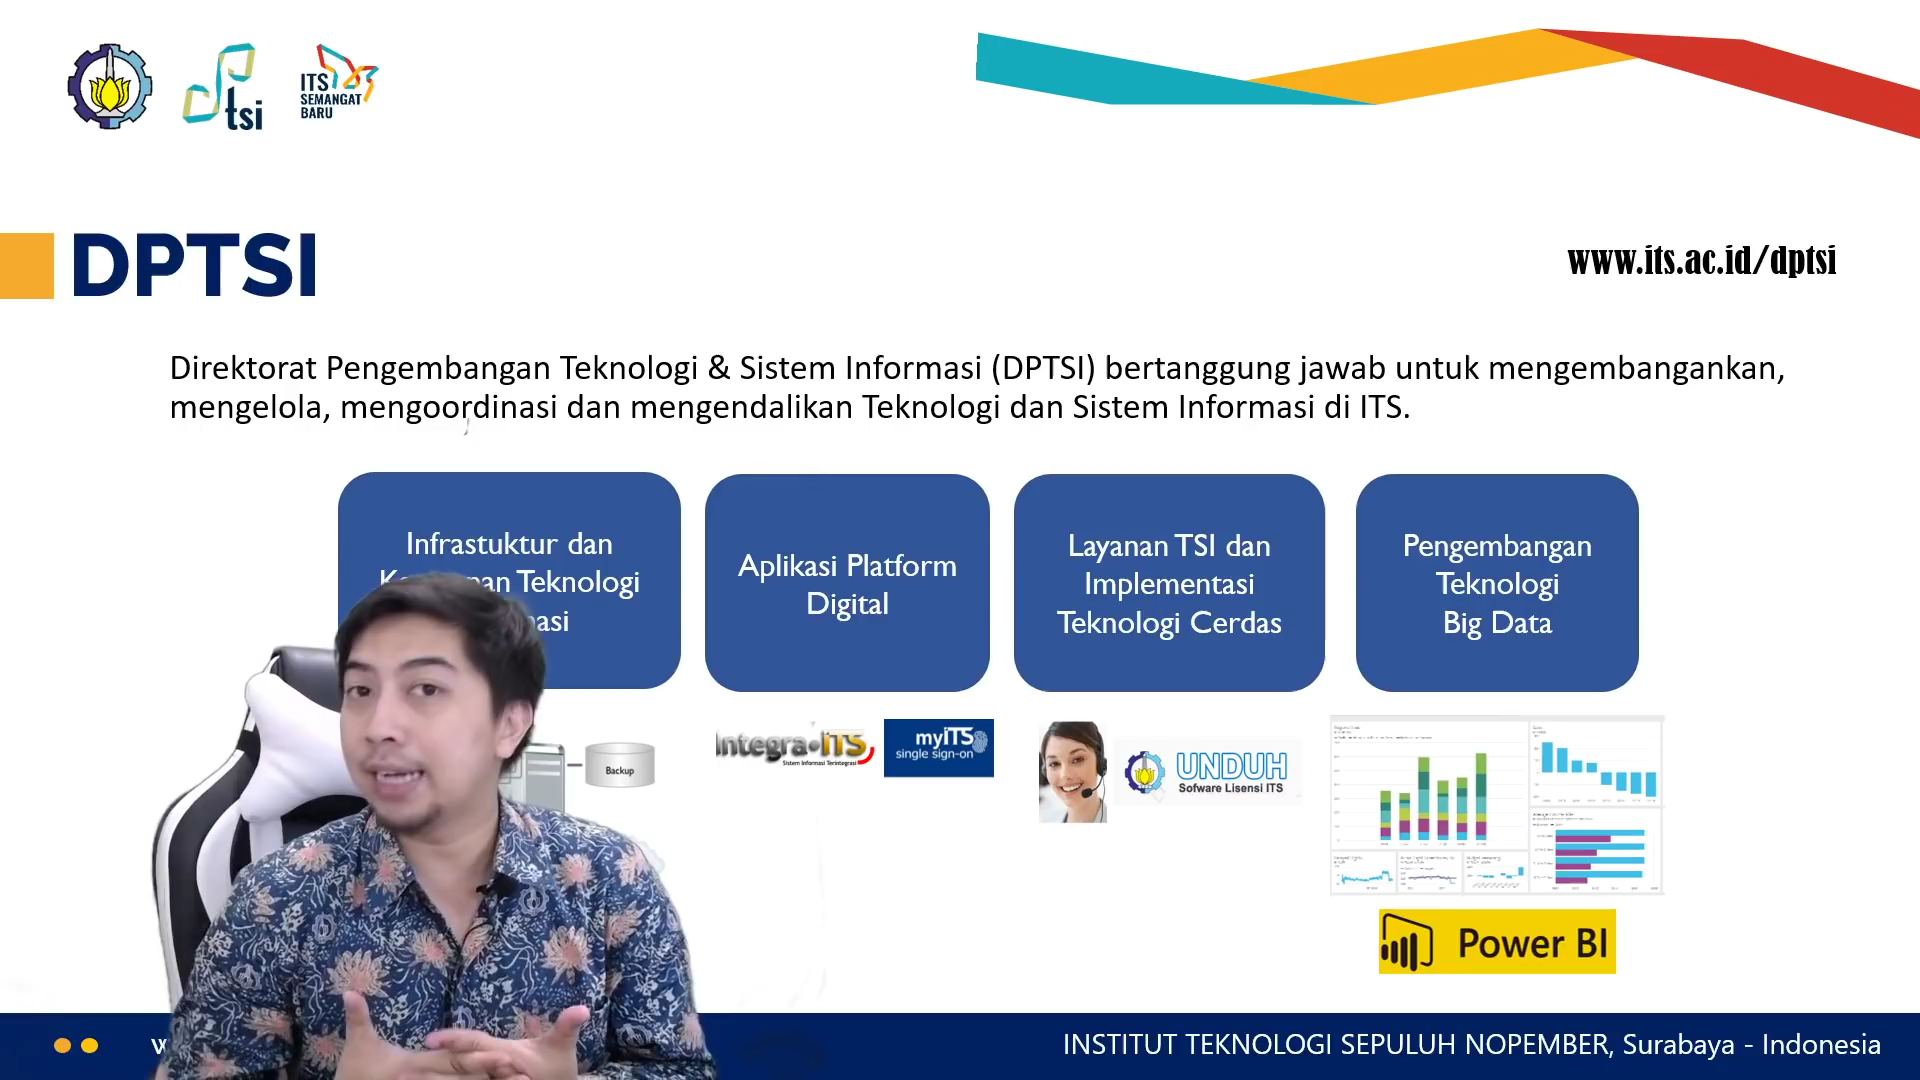 tsi
ITS
SEMANGAT
BARU
DPTSI
www.its.ac.id/dptsi
Direktorat Pengembangan Teknologi & Sistem Informasi (DPTSI) bertanggung jawab untuk mengembangankan,
mengelola, mengoordinasi dan mengendalikan Teknologi dan Sistem Informasi di ITS.
Infrastuktur dan
Teknologi
Aplikasi Platform
Digital
Layanan TSI dan
Implementasi
Teknologi Cerdas
Pengembangan
Teknologi
Big Data
Backup
Integra ITS
Sistem Informasi Terintegrasi
myITS
single sign-on
UNDUH
Sofware Lisensi ITS
Power BI
INSTITUT TEKNOLOGI SEPULUH NOPEMBER, Surabaya - Indonesia